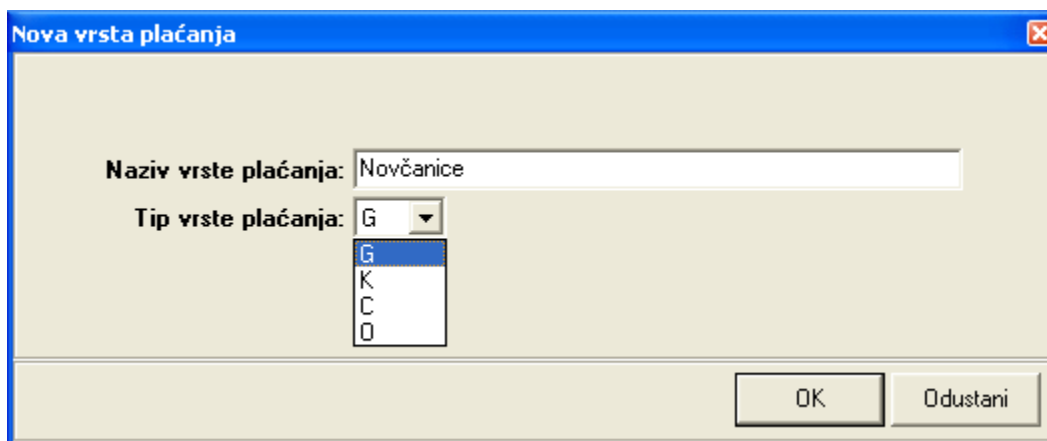 Nova vrsta plaćanja
Naziv vrste plaćanja: Novčanice
Tip vrste plaćanja: G
G
K
C
O
OK Odustani